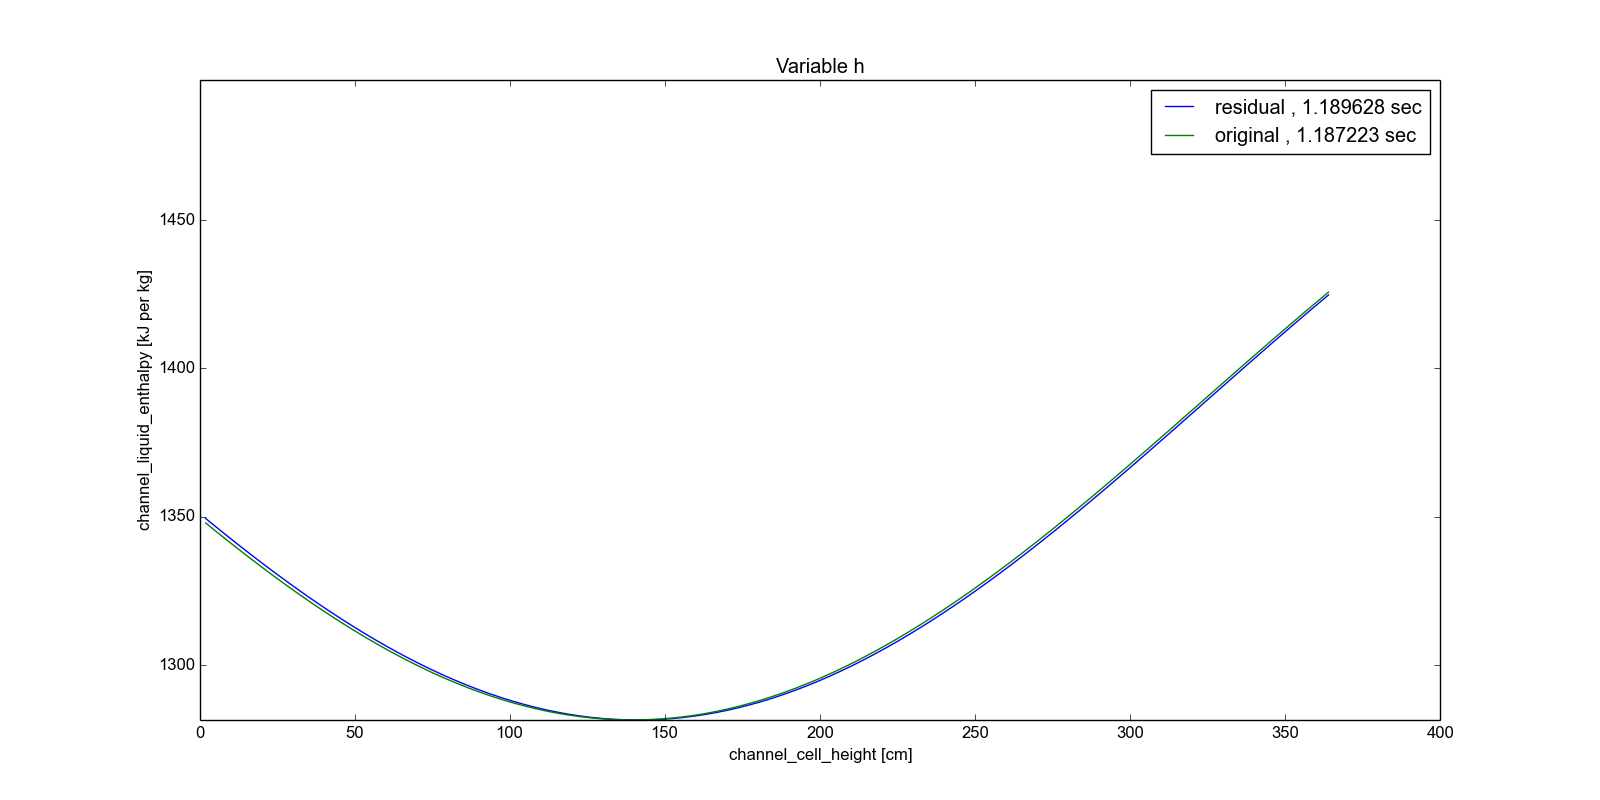 Variable h
residual , 1.189628 sec
original , 1.187223 sec
channel_liquid_enthalpy [kJ per kg]
1450
1400
1350
1300
0 50 100 150 200 250 300 350 400
channel_cell_height [cm]